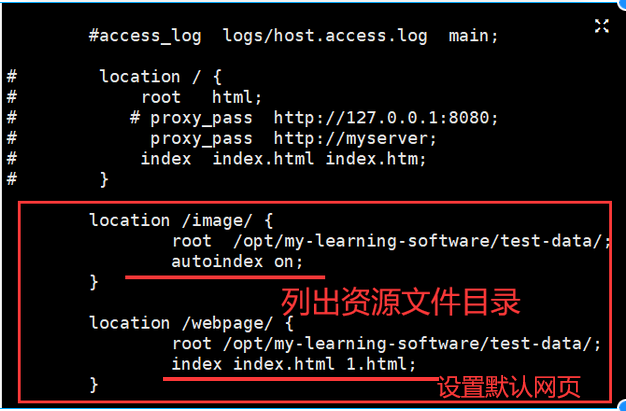 #access_log  logs/host.access.log  main;
#        location / {
#            root   html;
#           # proxy_pass  http://127.0.0.1:8080;
#             proxy_pass  http://myserver;
#            index  index.html index.htm;
#        }
location /image/ {
root  /opt/my-learning-software/test-data/;
autoindex on;
}
列出资源文件目录
location /webpage/ {
root /opt/my-learning-software/test-data/;
index index.html 1.html;
设置默认网页
}